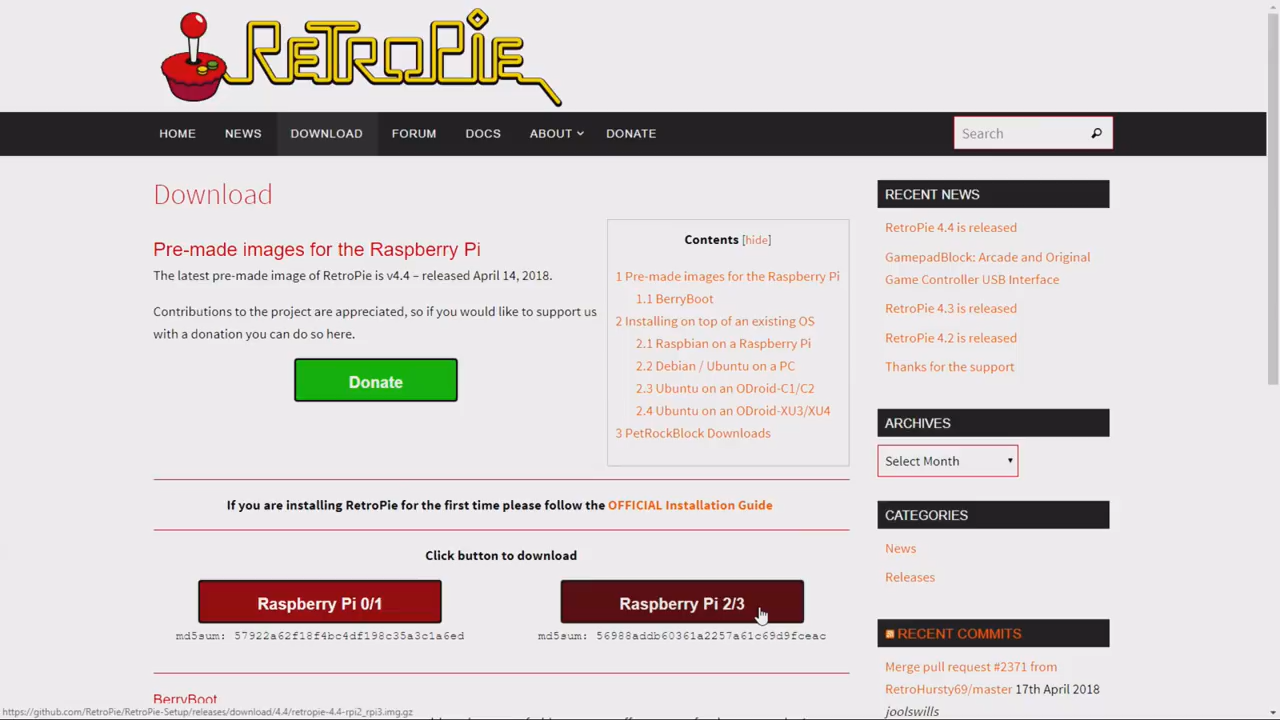 RETROPIE
HOME
NEWS
DOWNLOAD
FORUM
DOCS
ABOUT
DONATE
Search
Download
Pre-made images for the Raspberry Pi
The latest pre-made image of RetroPie is v4.4 – released April 14, 2018.
Contributions to the project are appreciated, so if you would like to support us
with a donation you can do so here.
Donate
Contents [hide]
1 Pre-made images for the Raspberry Pi
1.1 BerryBoot
2 Installing on top of an existing OS
2.1 Raspbian on a Raspberry Pi
2.2 Debian / Ubuntu on a PC
2.3 Ubuntu on an ODroid-C1/C2
2.4 Ubuntu on an ODroid-XU3/XU4
3 PetRockBlock Downloads
If you are installing RetroPie for the first time please follow the OFFICIAL Installation Guide
Click button to download
Raspberry Pi 0/1
md5sum: 57922a62f18f4bc4df198c35a3c1a6ed
Raspberry Pi 2/3
md5sum: 56988addb60361a2257a61c69d9fceac
BerryBoot
RECENT NEWS
RetroPie 4.4 is released
GamepadBlock: Arcade and Original
Game Controller USB Interface
RetroPie 4.3 is released
RetroPie 4.2 is released
Thanks for the support
ARCHIVES
Select Month
CATEGORIES
News
Releases
RECENT COMMITS
Merge pull request #2371 from
RetroHursty69/master 17th April 2018
joolswills
https://github.com/RetroPie/RetroPie-Setup/releases/download/4.4/retropie-4.4-rpi2_rpi3.img.gz